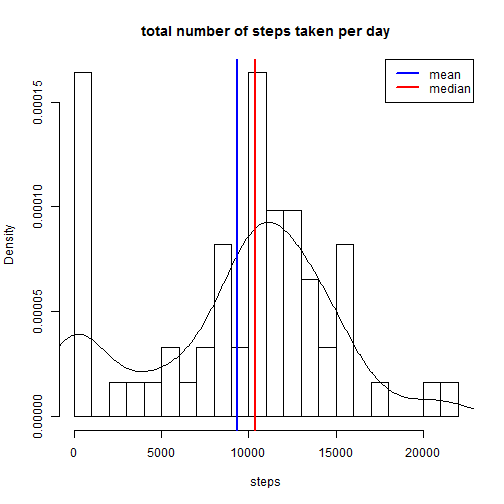 total number of steps taken per day
mean
median
Density
0.00015
0.00010
0.00005
0.00000
0
5000
10000
15000
20000
steps